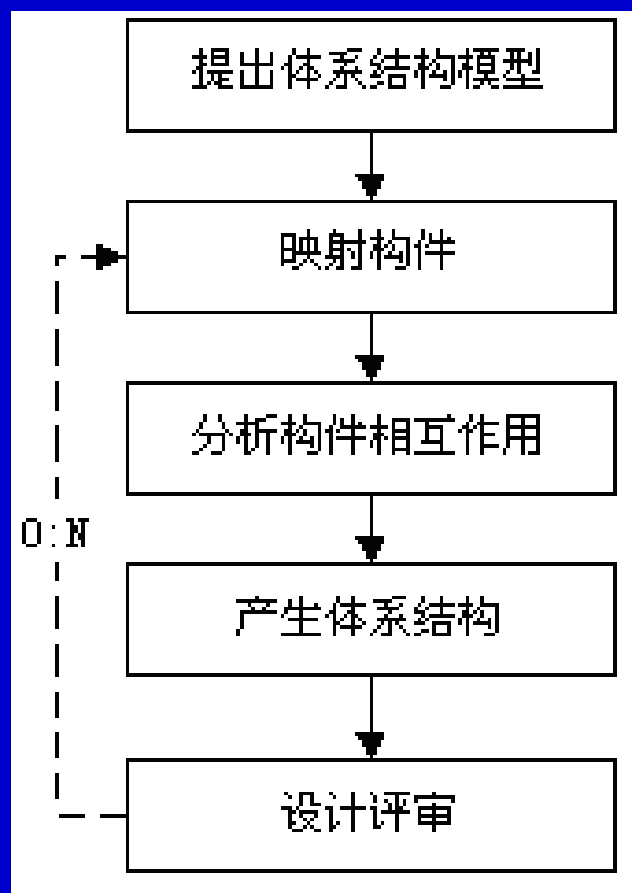 提出体系结构模型
映射构件
分析构件相互作用
0:N
产生体系结构
设计评审